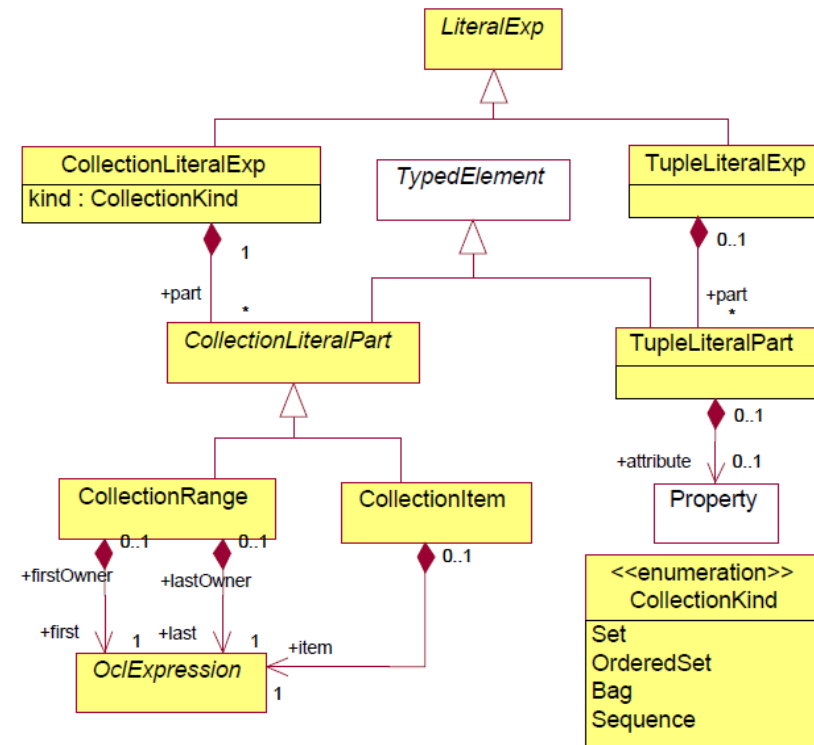 LiteralExp
CollectionLiteralExp
kind : CollectionKind
TypedElement
TupleLiteralExp
1
0..1
+part
*
+part
*
CollectionLiteralPart
TupleLiteralPart
0..1
+attribute
0..1
CollectionRange
CollectionItem
Property
0..1
0..1
0..1
+firstOwner
+lastOwner
+first
1
+last
1
+item
OclExpression
1
<<enumeration>>
CollectionKind
Set
OrderedSet
Bag
Sequence